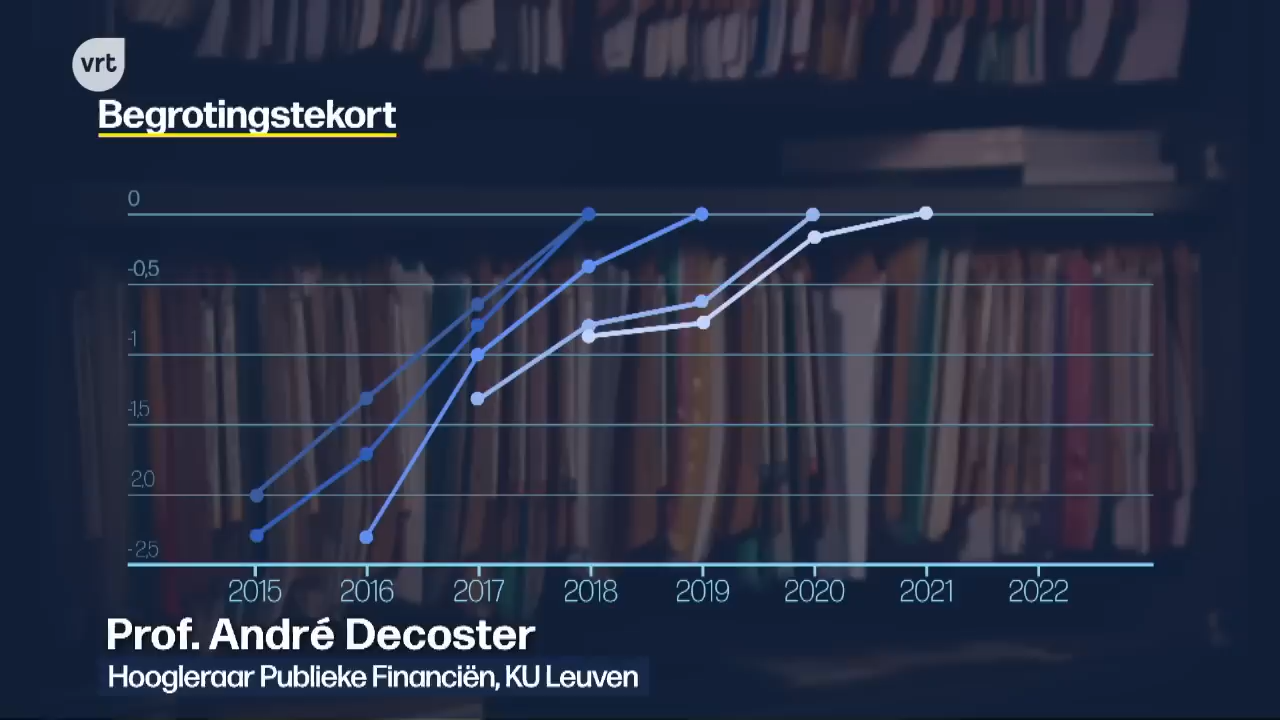 vrt
Begrotingstekort
0
-0,5
-1
-1,5
2,0
-2,5
2015 2016 2017 2018 2019 2020 2021 2022
Prof. André Decoster
Hoogleraar Publieke Financiën, KU Leuven